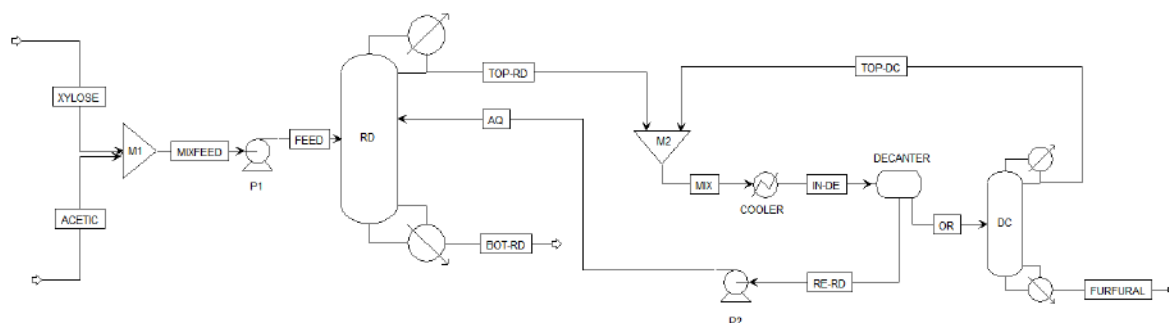 XYLOSE
ACETIC
M1
MIXFEED
P1
FEED
RD
TOP-RD
AQ
BOT-RD
M2
TOP-DC
MIX
COOLER
IN-DE
DECANTER
OR
DC
RE-RD
P2
FURFURAL